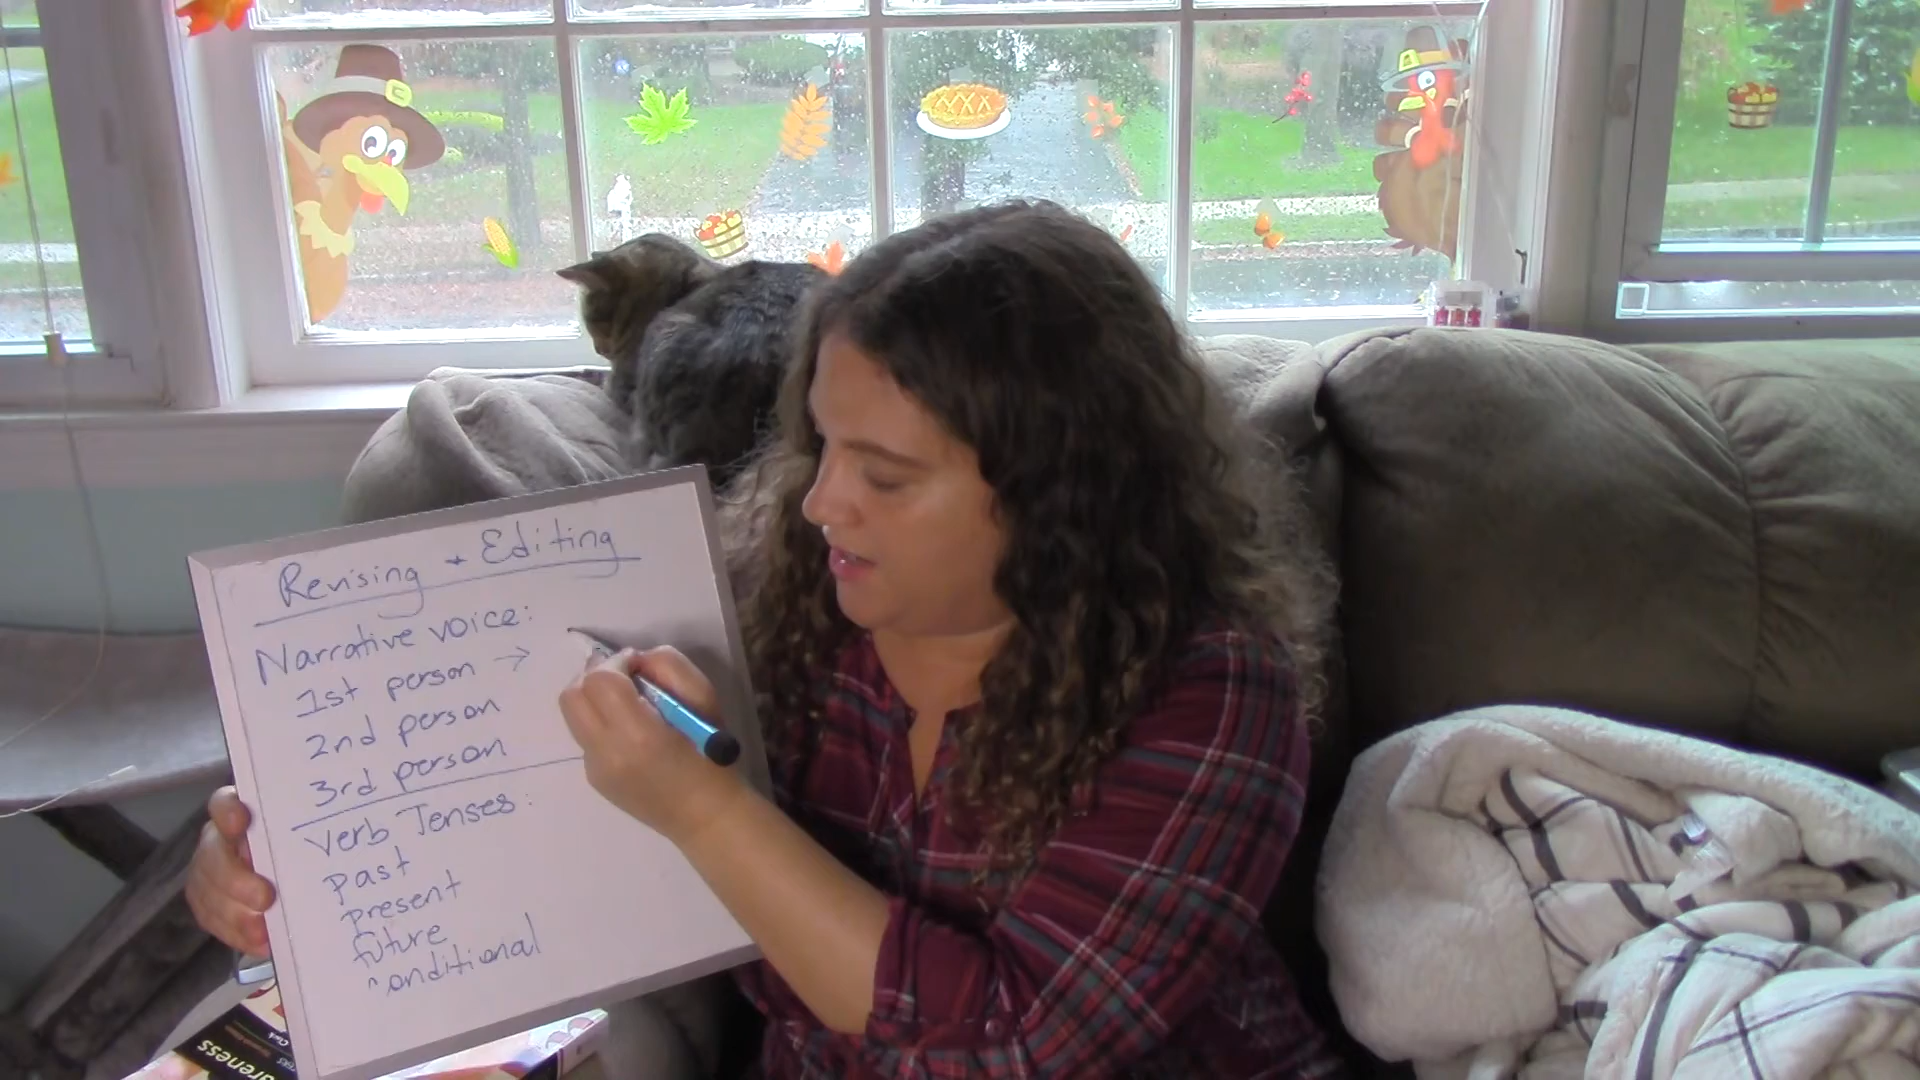 Revising + Editing
Narrative voice:
1st person →
2nd person
3rd person
Verb Tenses:
past
present
future
conditional